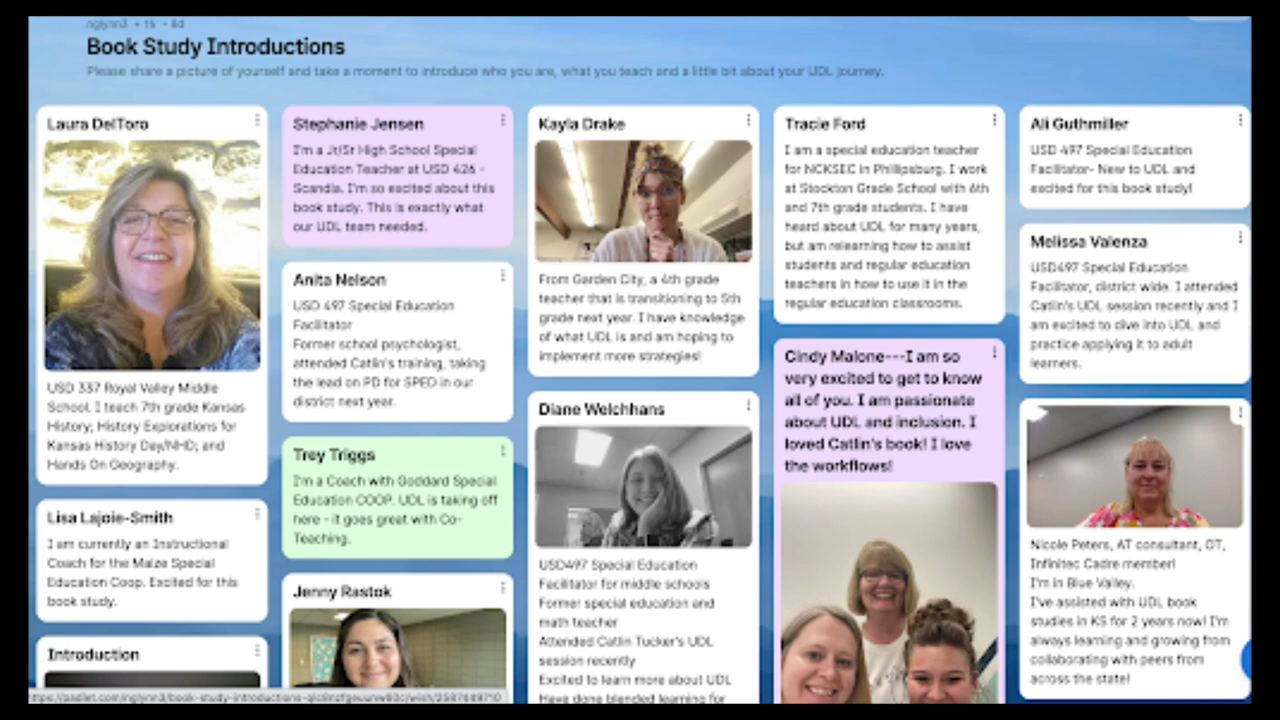 nglynn3 • 15 • 8d
Book Study Introductions
Please share a picture of yourself and take a moment to introduce who you are, what you teach and a little bit about your UDL journey.
Laura DelToro
USD 337 Royal Valley Middle
School. I teach 7th grade Kansas
History; History Explorations for
Kansas History Day/NHD; and
Hands On Geography.
Lisa Lajoie-Smith
I am currently an Instructional
Coach for the Maize Special
Education Coop. Excited for this
book study.
Introduction
Stephanie Jensen
I'm a Jr/Sr High School Special
Education Teacher at USD 426 -
Scandia. I'm so excited about this
book study. This is exactly what
our UDL team needed.
Anita Nelson
USD 497 Special Education
Facilitator
Former school psychologist,
attended Catlin's training, taking
the lead on PD for SPED in our
district next year.
Trey Triggs
I'm a Coach with Goddard Special
Education COOP. UDL is taking off
here - it goes great with Co-
Teaching.
Jenny Rastok
Kayla Drake
From Garden City, a 4th grade
teacher that is transitioning to 5th
grade next year. I have knowledge
of what UDL is and am hoping to
implement more strategies!
Diane Welchhans
USD497 Special Education
Facilitator for middle schools
Former special education and
math teacher
Attended Catlin Tucker's UDL
session recently
Excited to learn more about UDL
Have done blended learning for
Tracie Ford
I am a special education teacher
for NCKSEC in Phillipsburg. I work
at Stockton Grade School with 6th
and 7th grade students. I have
heard about UDL for many years,
but am relearning how to assist
students and regular education
teachers in how to use it in the
regular education classrooms.
Cindy Malone---I am so
very excited to get to know
all of you. I am passionate
about UDL and inclusion. I
loved Catlin's book! I love
the workflows!
Ali Guthmiller
USD 497 Special Education
Facilitator- New to UDL and
excited for this book study!
Melissa Valenza
USD497 Special Education
Facilitator, district wide. I attended
Catlin's UDL session recently and I
am excited to dive into UDL and
practice applying it to adult
learners.
Nicole Peters, AT consultant, OT,
Infinitec Cadre member!
I'm in Blue Valley.
I've assisted with UDL book
studies in KS for 2 years now! I'm
always learning and growing from
collaborating with peers from
across the state!